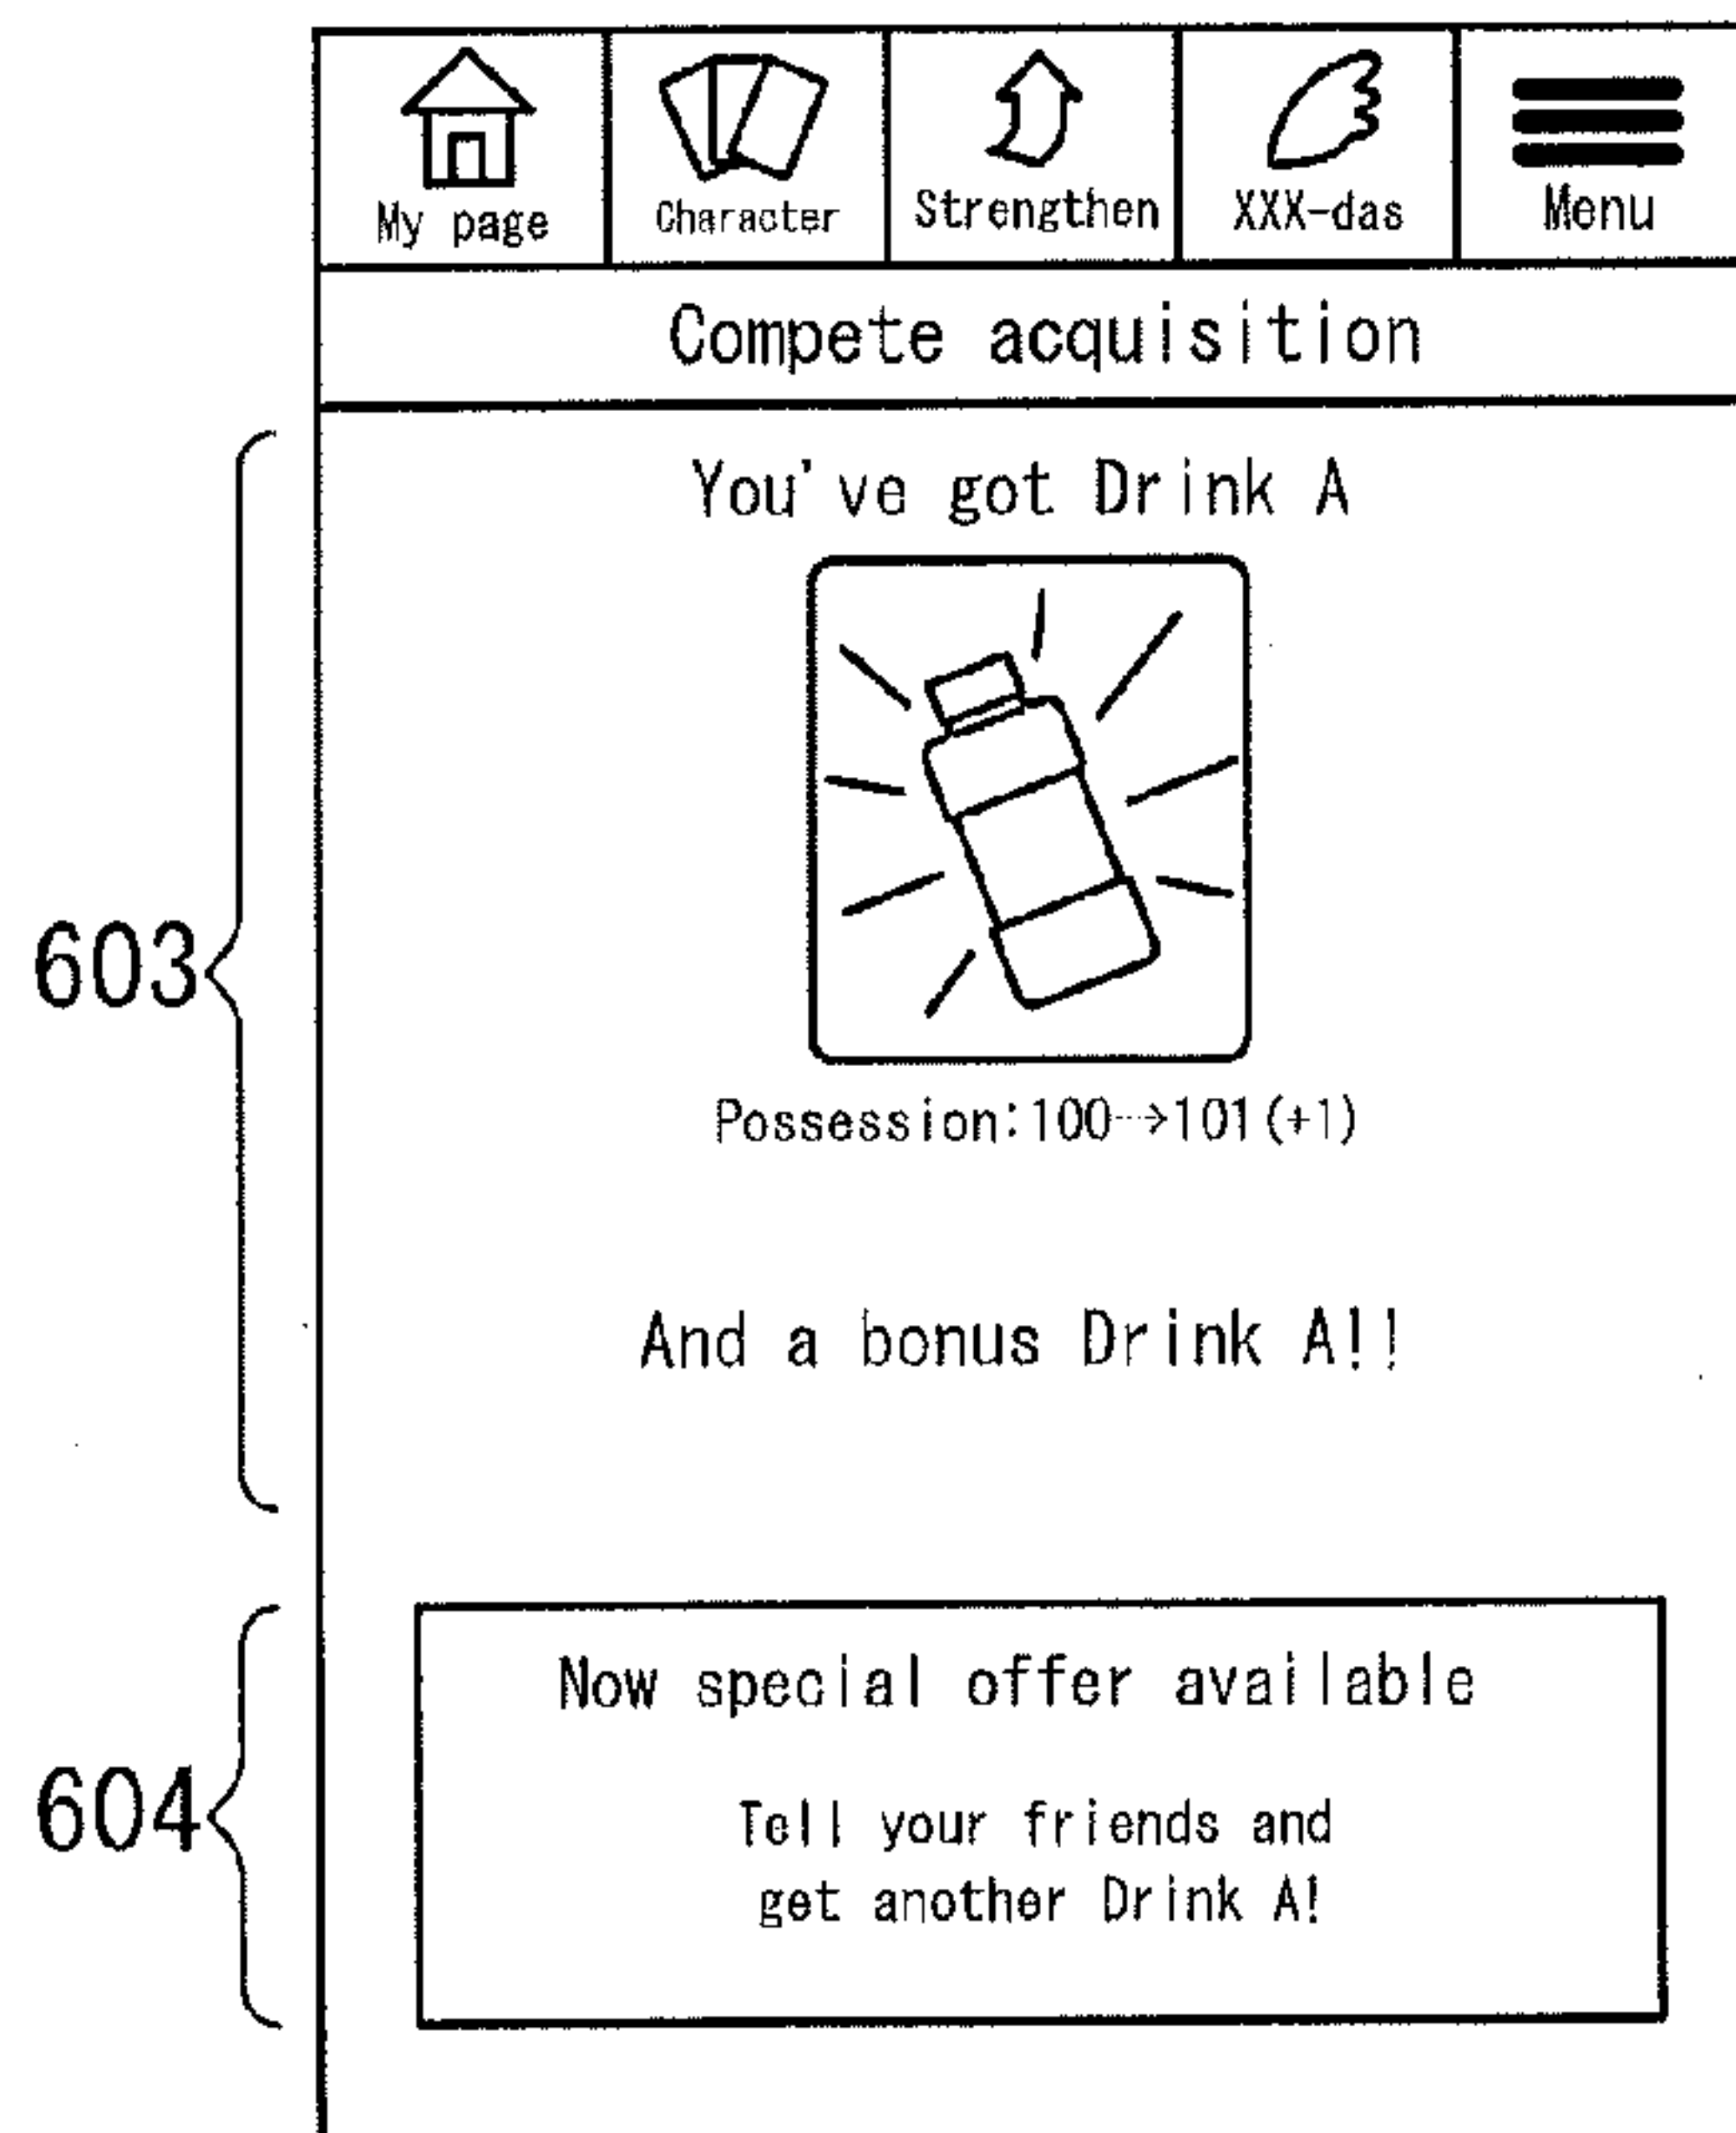 My page
Character
Strengthen
XXX-das
Menu
Compete acquisition
You've got Drink A
603
Possession:100→101(+1)
And a bonus Drink A!!
Now special offer available
604
Tell your friends and
get another Drink A!